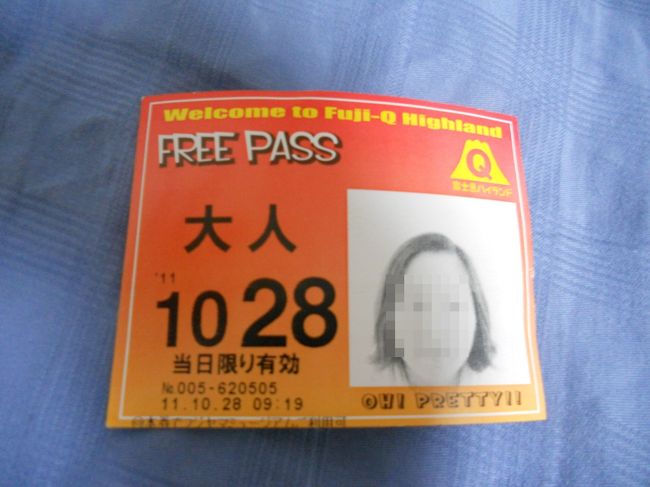 Welcome to Fuji-Q Highland
FREE PASS
Q
富士急ハイランド
大人
'11
10 28
当日限り有効
№005-620505
11.10.28 09:19
OH! PRETTY!!